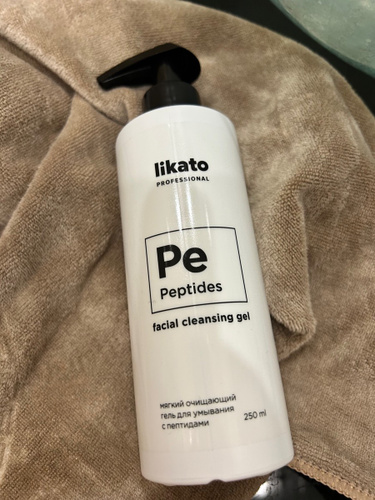 likato
PROFESSIONAL
Pe
Peptides
facial cleansing gel
мягкий очищающий
гель для умывания
с пептидами
250 ml